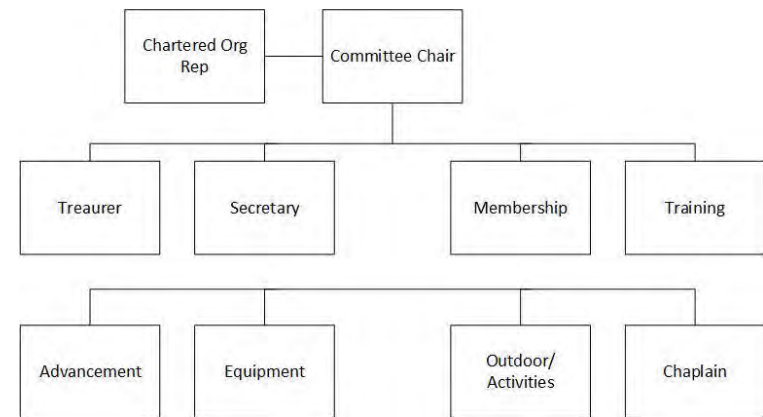 Chartered Org
Rep
Committee Chair
Treaurer
Secretary
Membership
Training
Advancement
Equipment
Outdoor/
Activities
Chaplain